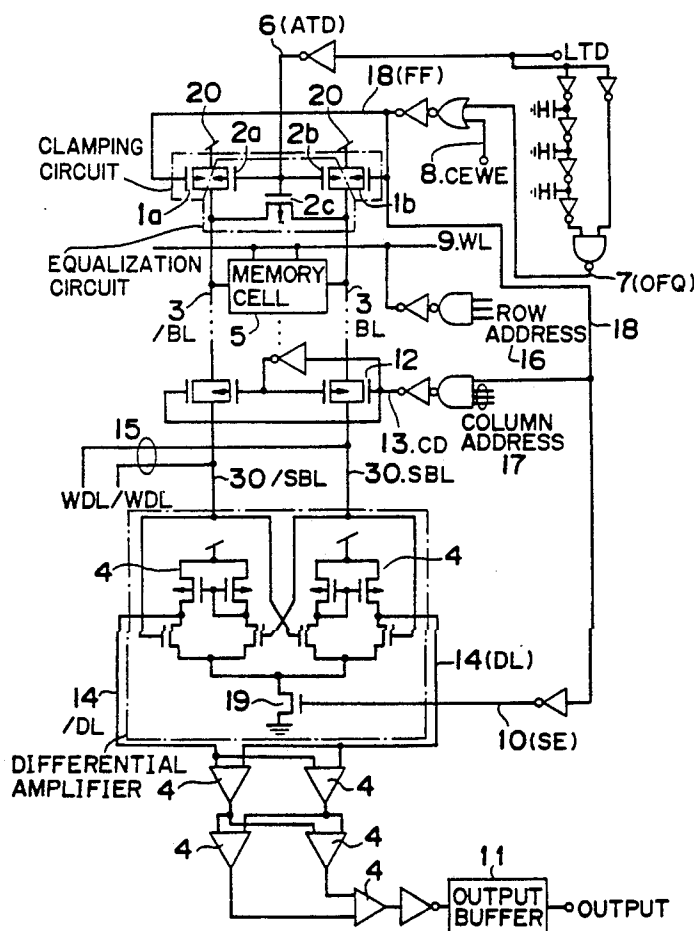 6(ATD)
LTD
18(FF)
20
20
CLAMPING
CIRCUIT
2a
2b
8.CEWE
1a
2c
1b
EQUALIZATION
CIRCUIT
9.WL
7(OFQ)
MEMORY
CELL
3
/BL
5
3
BL
ROW
ADDRESS
16
18
12
13.CD
COLUMN
ADDRESS
17
15
WDL/WDL
30/SBL
30.SBL
4
4
14
/DL
14(DL)
19
10(SE)
DIFFERENTIAL
AMPLIFIER
4
4
4
4
4
11
OUTPUT
BUFFER
OUTPUT